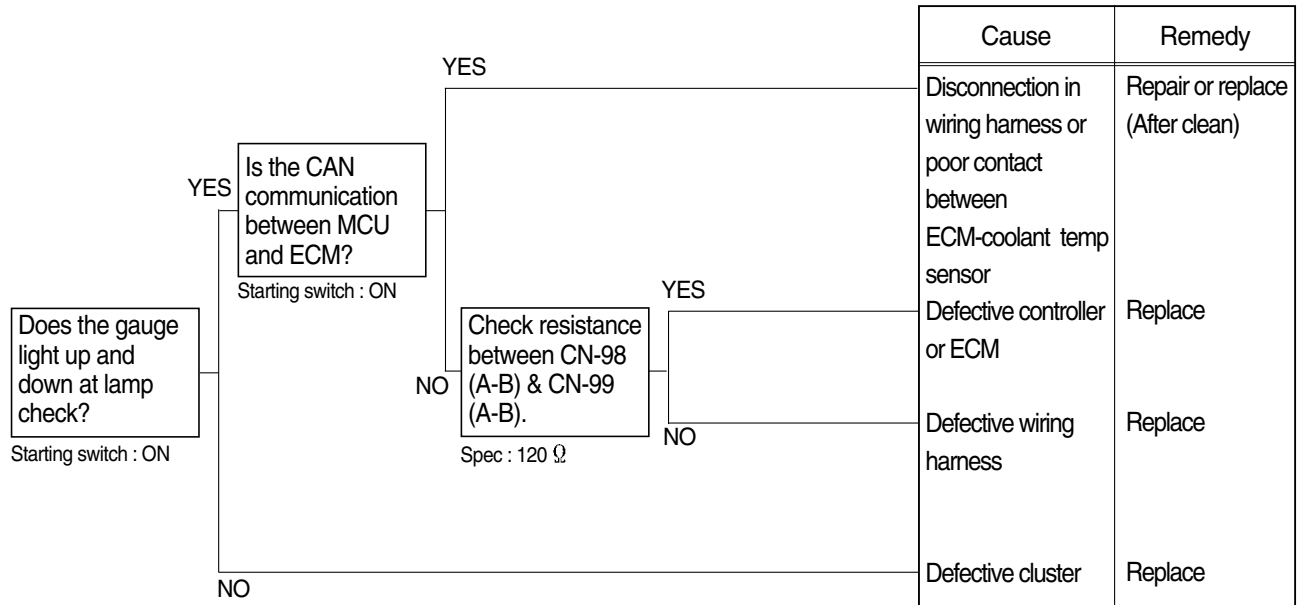 Cause
Remedy
YES
Disconnection in
wiring harness or
poor contact
between
ECM-coolant temp
sensor
Repair or replace
(After clean)
YES
Is the CAN
communication
between MCU
and ECM?
Starting switch : ON
YES
Does the gauge
light up and
down at lamp
check?
Starting switch : ON
Check resistance
between CN-98
(A-B) & CN-99
(A-B).
Spec : 120 Ω
NO
Defective controller
or ECM
Replace
NO
Defective wiring
harness
Replace
NO
Defective cluster
Replace